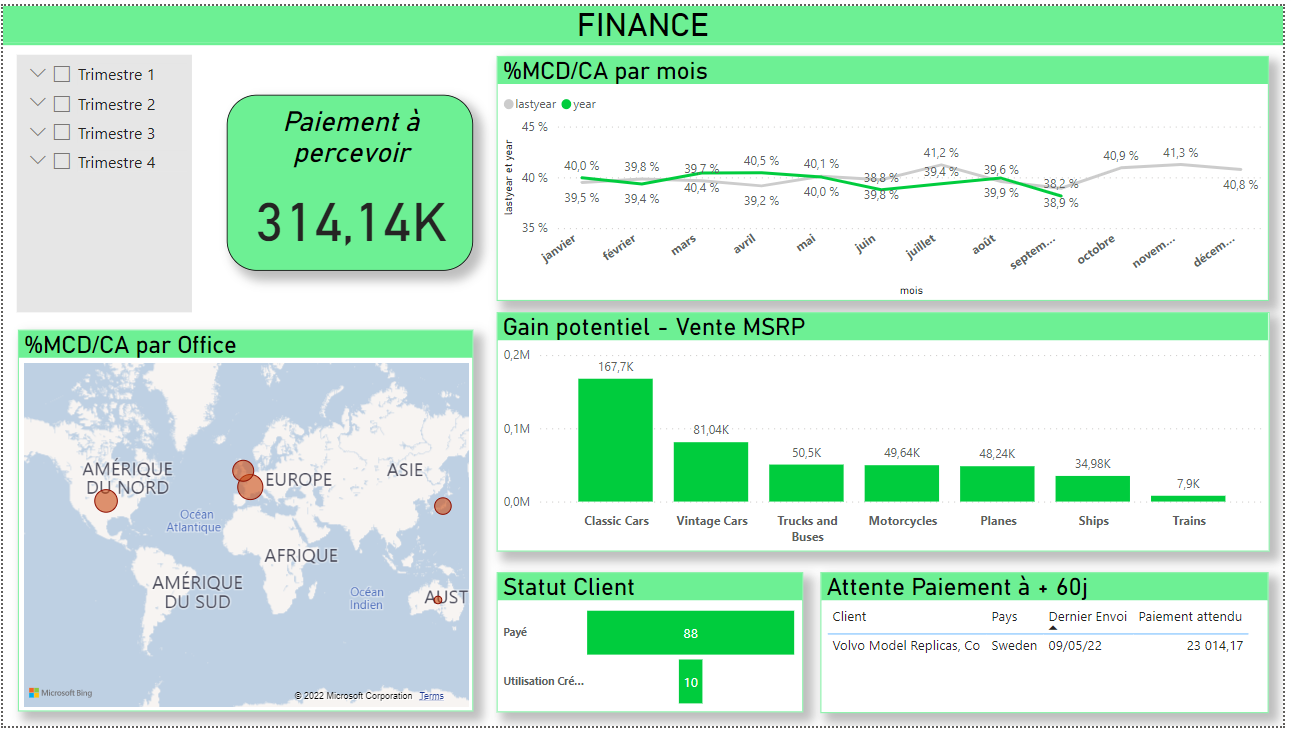 FINANCE
Trimestre 1
Trimestre 2
Trimestre 3
Trimestre 4
Paiement à
percevoir
314,14K
%MCD/CA par mois
lastyear year
lastyear et year
45 %
40 %
35 %
40,0 % 39,8 % 39,7 % 40,5 % 40,1 % 38,8 % 41,2 % 39,6 % 38,2 % 40,9 % 41,3 %
39,5 % 39,4 % 40,4 % 39,2 % 40,0 % 39,8 % 39,4 % 39,9 % 38,9 % 40,8 %
janvier février mars avril mai juin juillet août septem... octobre novem... décem...
mois
%MCD/CA par Office
AMÉRIQUE
DU NORD
EUROPE
ASIE
Océan
Atlantique
AFRIQUE
AMÉRIQUE
DU SUD
Océan
Indien
AUST
Microsoft Bing
© 2022 Microsoft Corporation Terms
Gain potentiel - Vente MSRP
0,2M
0,1M
0,0M
167,7K 81,04K 50,5K 49,64K 48,24K 34,98K 7,9K
Classic Cars Vintage Cars Trucks and Motorcycles Planes Ships Trains
Buses
Statut Client
Payé 88
Utilisation Cré... 10
Attente Paiement à + 60j
Client Pays Dernier Envoi Paiement attendu
Volvo Model Replicas, Co Sweden 09/05/22 23 014,17